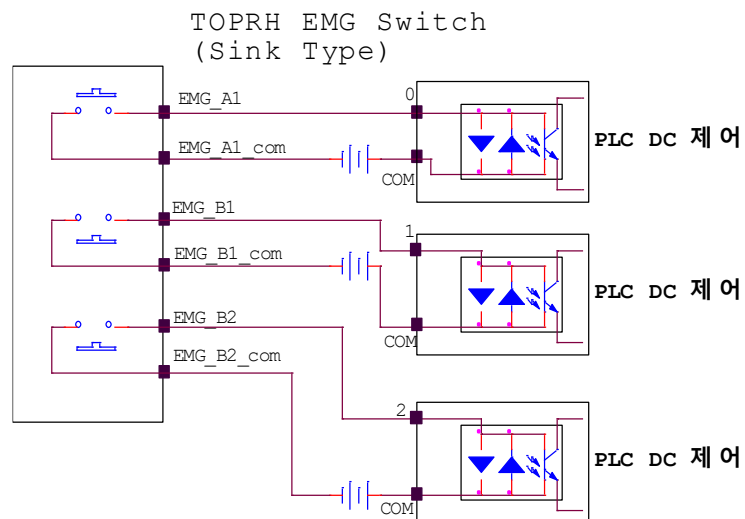 TOPRH EMG Switch
(Sink Type)
EMG_A1
0
PLC DC 제어
EMG_A1_com
COM
EMG_B1
1
EMG_B1_com
PLC DC 제어
EMG_B2
COM
EMG_B2_com
2
PLC DC 제어
COM